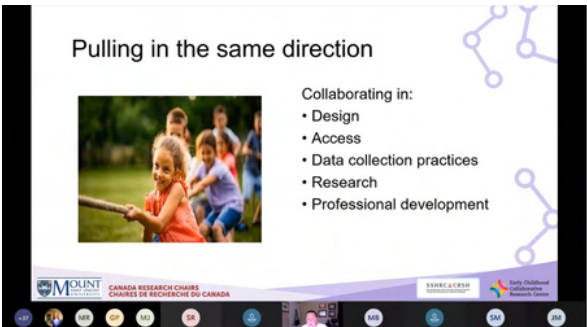 Pulling in the same direction
Collaborating in:
• Design
• Access
• Data collection practices
• Research
• Professional development
MOUNT
SAINT VINCENT
UNIVERSITY
CANADA RESEARCH CHAIRS
CHAIRES DE RECHERCHE DU CANADA
SSHRC CRSH
Early Childhood
Collaborative
Research Centre
+37
MR
GP
MJ
SR
MB
SM
JM